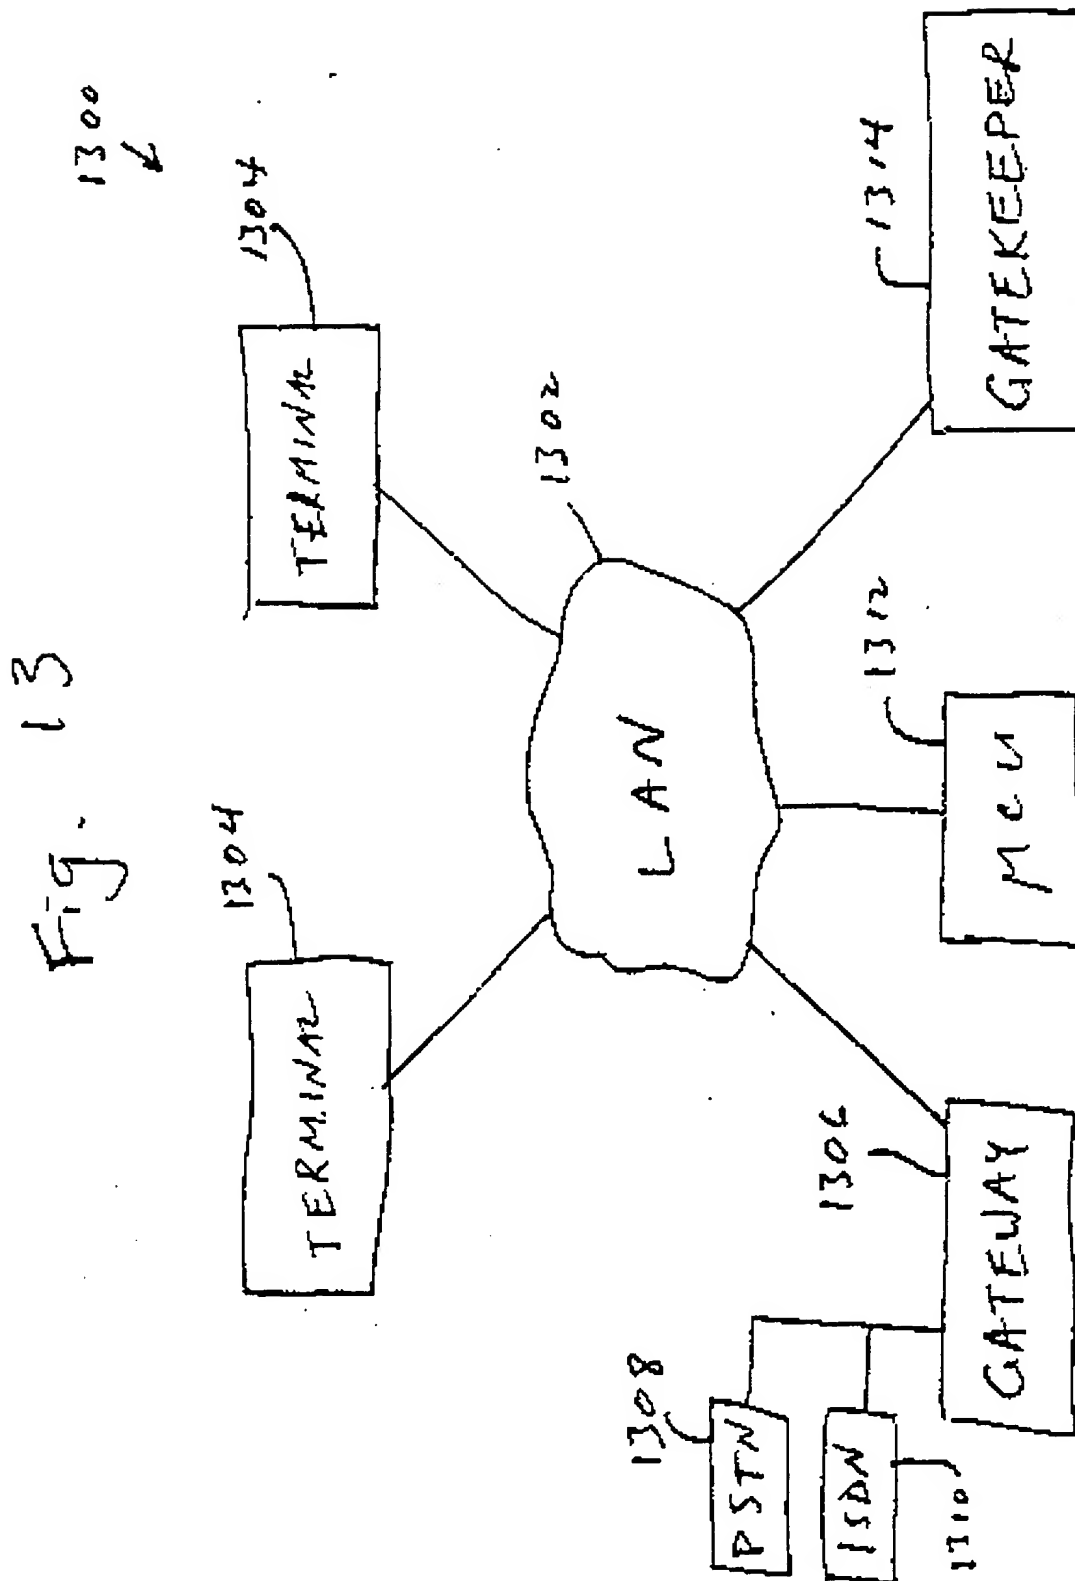 Fig. 13
1300
1304
TERMINAL
1304
TERMINAL
1302
LAN
1308
PSTN
ISDN
1310
1306
GATEWAY
1312
MCU
1314
GATEKEEPER